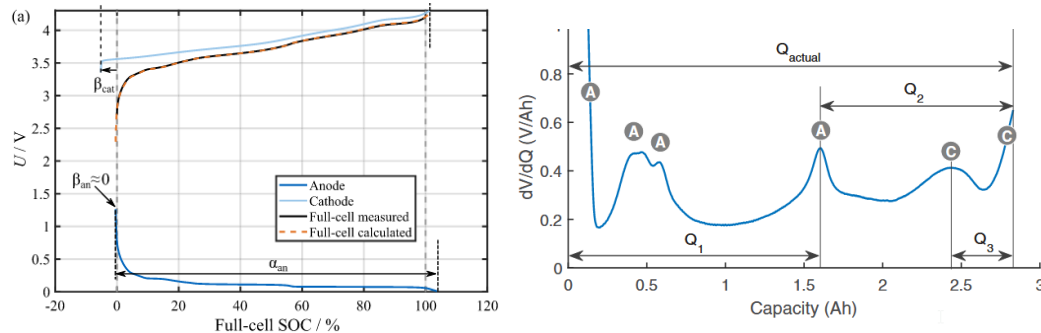 (a)
4
3.5
3
2.5
2
1.5
1
0.5
0
U / V
β_cat
β_an≈0
Anode
Cathode
Full-cell measured
Full-cell calculated
α_an
-20 0 20 40 60 80 100 120
Full-cell SOC / %
0.8
0.6
0.4
0.2
0
dV/dQ (V/Ah)
Q_actual
Q_2
A
A
A
A
C
C
Q_1
Q_3
0 0.5 1 1.5 2 2.5 3
Capacity (Ah)